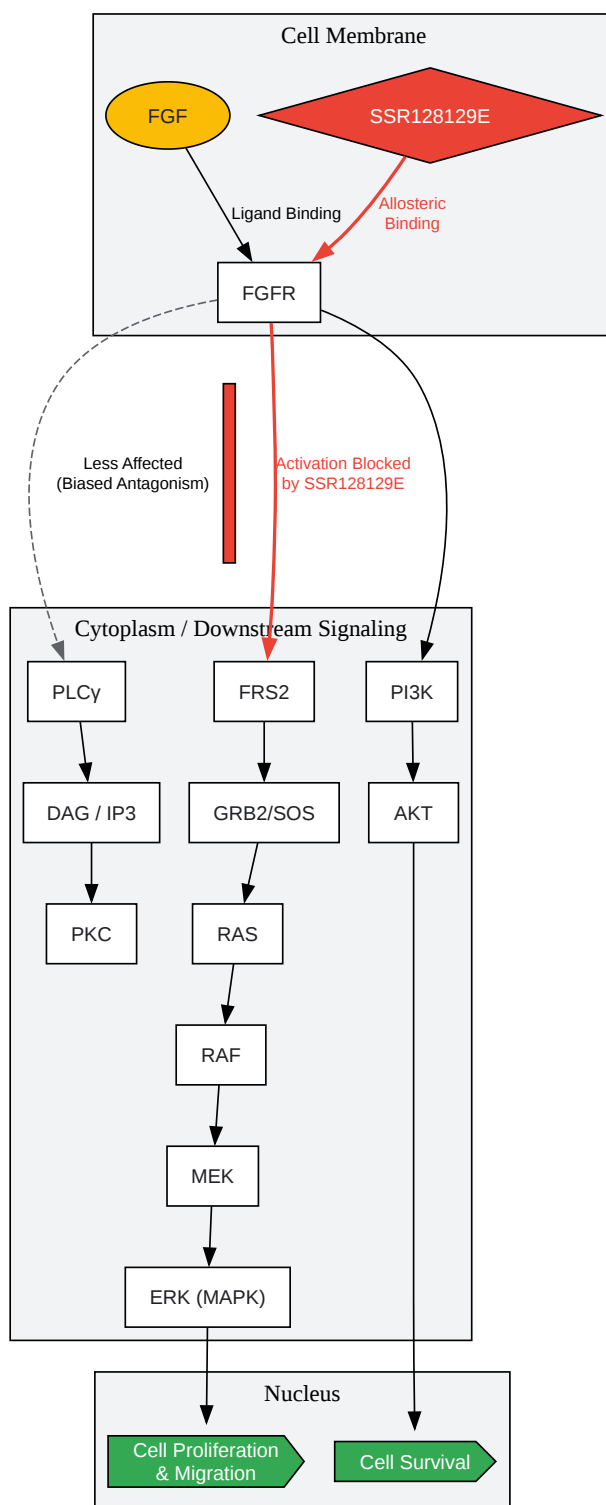 Cell Membrane
FGF
SSR128129E
Ligand Binding
Allosteric
Binding
FGFR
Less Affected
(Biased Antagonism)
Activation Blocked
by SSR128129E
Cytoplasm / Downstream Signaling
PLCγ
FRS2
PI3K
DAG / IP3
GRB2/SOS
AKT
PKC
RAS
RAF
MEK
ERK (MAPK)
Nucleus
Cell Proliferation
& Migration
Cell Survival